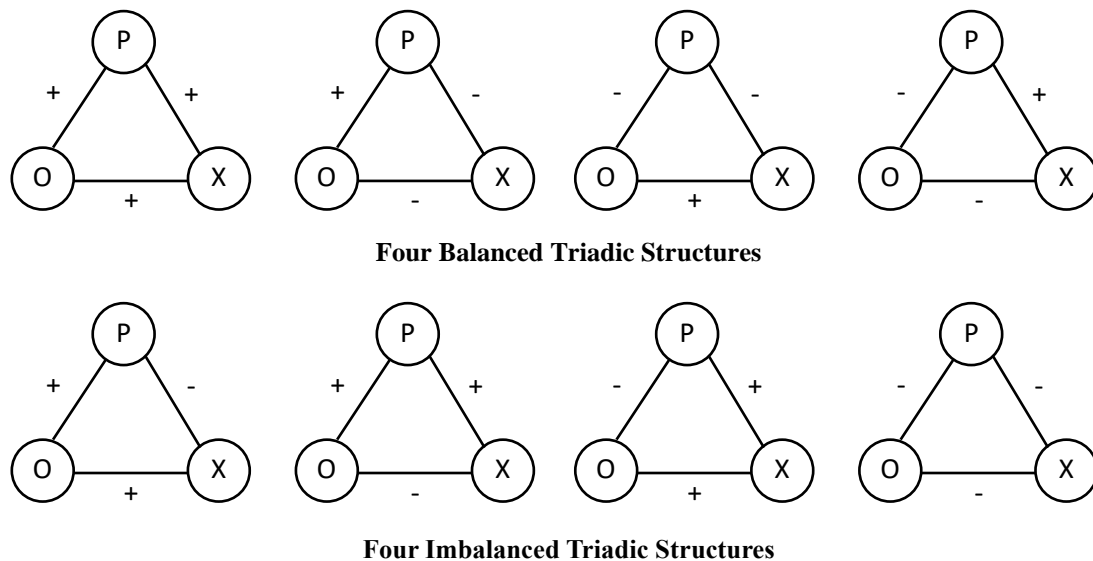 P P P P
+ + + - - - - +
O X O X O X O X
+ - + -
Four Balanced Triadic Structures
P P P P
+ - + + - + - -
O X O X O X O X
+ - + -
Four Imbalanced Triadic Structures